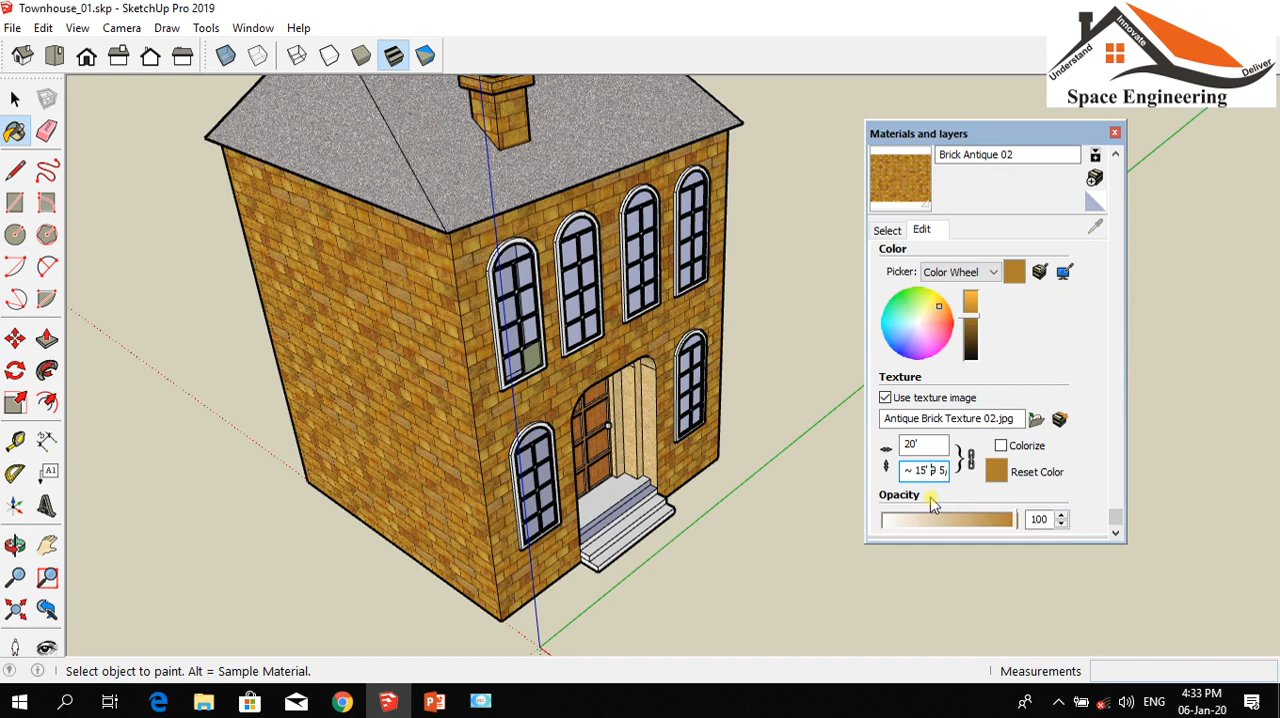 Townhouse_01.skp - SketchUp Pro 2019
File Edit View Camera Draw Tools Window Help
Understand
Innovate
Deliver
Space Engineering
Materials and layers
Brick Antique 02
Select Edit
Color
Picker: Color Wheel
Texture
Use texture image
Antique Brick Texture 02.jpg
20'
Colorize
~ 15'
Reset Color
Opacity
100
A1
Select object to paint. Alt = Sample Material.
Measurements
ENG
4:33 PM
06-Jan-20